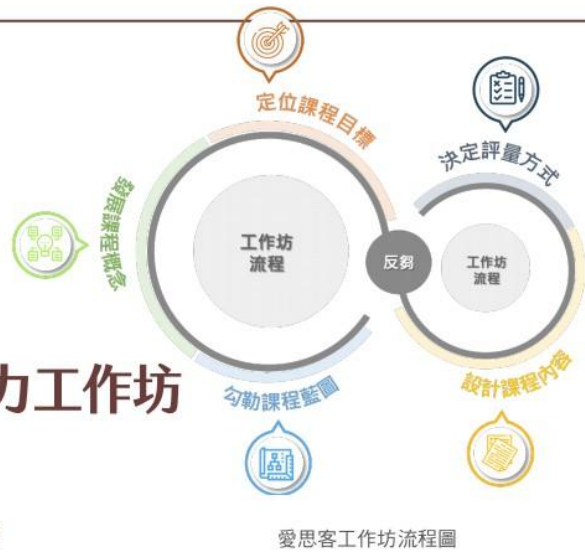 定位課程目標
決定評量方式
發展課程概念
工作坊
流程
反芻
工作坊
流程
力工作坊
勾勒課程藍圖
設計課程內容
愛思客工作坊流程圖